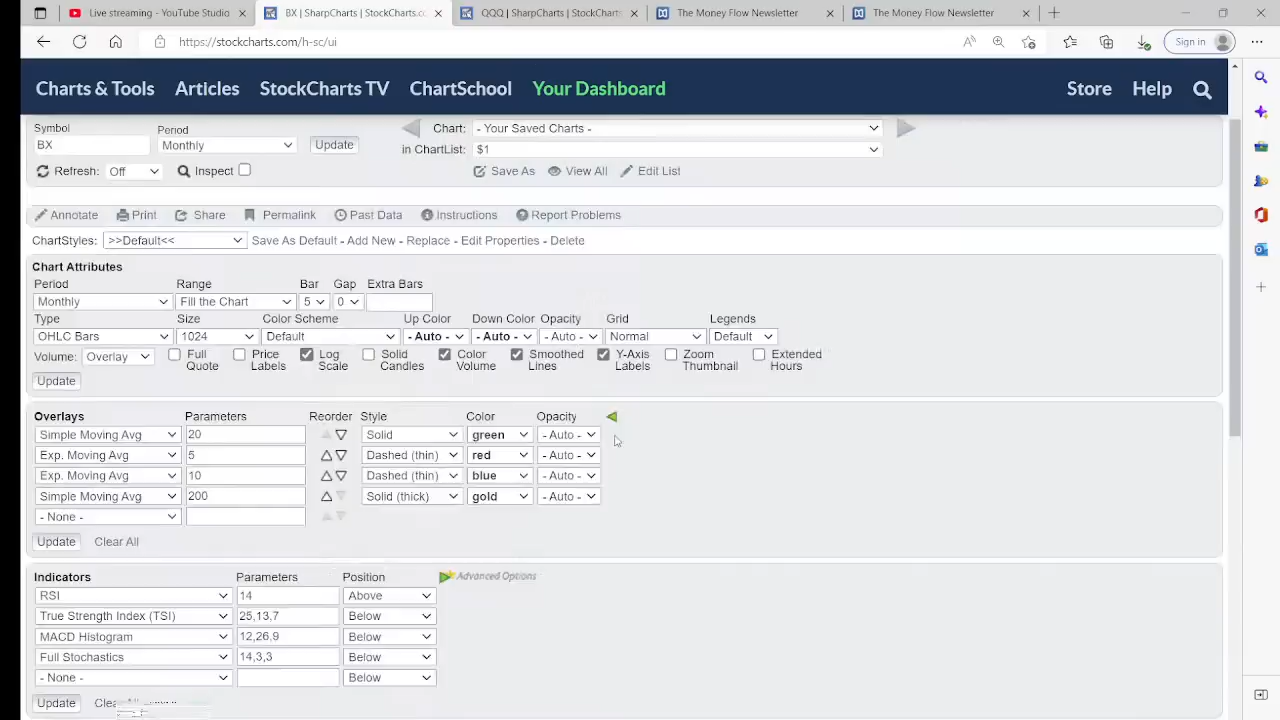 Live streaming - YouTube Studio
BX | SharpCharts | StockCharts.co
QQQ | SharpCharts | StockCharts
The Money Flow Newsletter
The Money Flow Newsletter
https://stockcharts.com/h-sc/ui
Sign in
Charts & Tools Articles StockCharts TV ChartSchool Your Dashboard Store Help
Symbol Period Chart: - Your Saved Charts -
BX Monthly Update in ChartList: $1
Refresh: Off Inspect Save As View All Edit List
Annotate Print Share Permalink Past Data Instructions Report Problems
ChartStyles: >>Default<< Save As Default - Add New - Replace - Edit Properties - Delete
Chart Attributes
Period Range Bar Gap Extra Bars
Monthly Fill the Chart 5 0
Type Size Color Scheme Up Color Down Color Opacity Grid Legends
OHLC Bars 1024 Default - Auto - - Auto - - Auto - Normal Default
Volume: Overlay Full Quote Price Labels Log Scale Solid Candles Color Volume Smoothed Lines Y-Axis Labels Zoom Thumbnail Extended Hours
Update
Overlays Parameters Reorder Style Color Opacity
Simple Moving Avg 20 Solid green - Auto -
Exp. Moving Avg 5 Dashed (thin) red - Auto -
Exp. Moving Avg 10 Dashed (thin) blue - Auto -
Simple Moving Avg 200 Solid (thick) gold - Auto -
- None -
Update Clear All
Indicators Parameters Position Advanced Options
RSI 14 Above
True Strength Index (TSI) 25,13,7 Below
MACD Histogram 12,26,9 Below
Full Stochastics 14,3,3 Below
- None - Below
Update